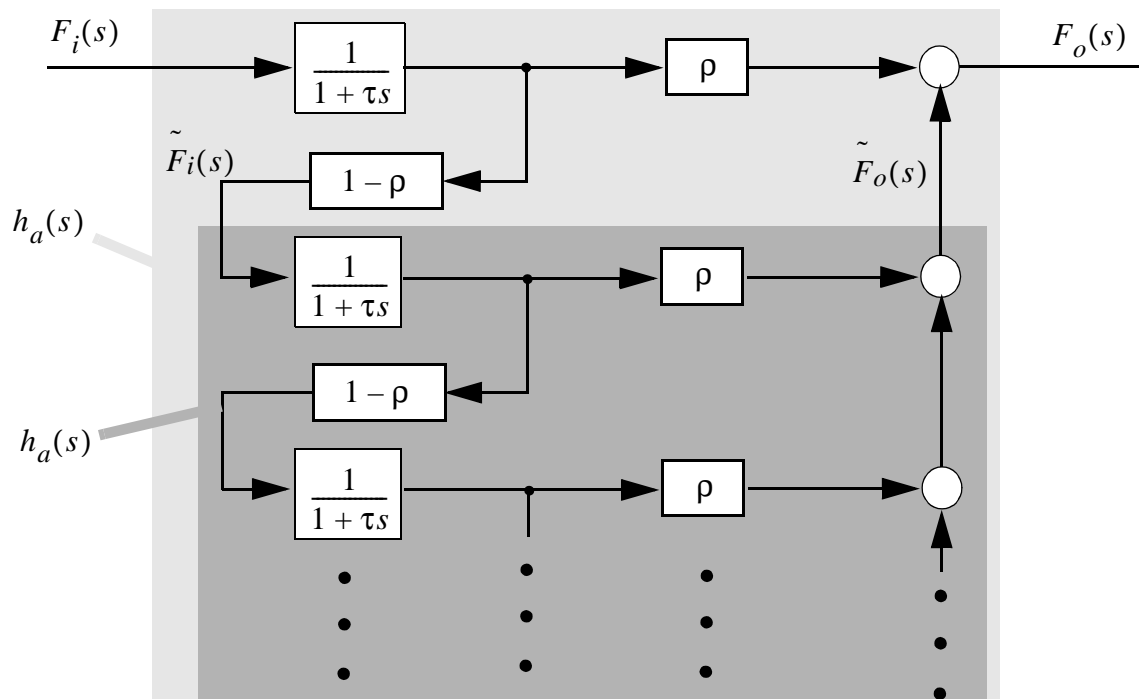 F_i(s)
F_o(s)
1
1 + τs
ρ
F̃_i(s)
1 – ρ
F̃_o(s)
h_a(s)
1
1 + τs
ρ
1 – ρ
h_a(s)
1
1 + τs
ρ